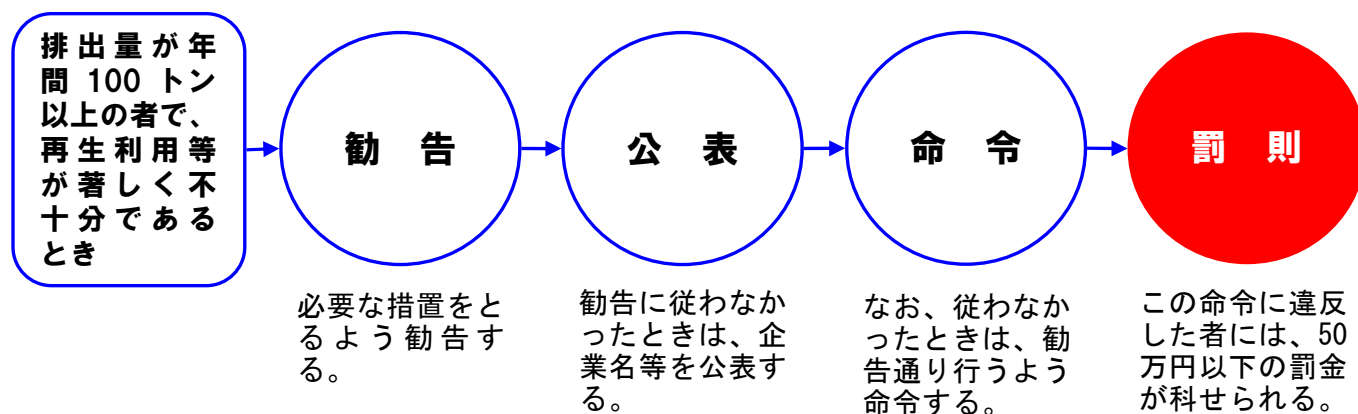 排出量が年
間 100 トン
以上の者で、
再生利用等
が著しく不
十分である
とき
勧 告
公 表
命 令
罰 則
必要な措置をと
るよう勧告す
る。
勧告に従わなか
ったときは、企
業名等を公表す
る。
なお、従わなか
ったときは、勧
告通り行うよう
命令する。
この命令に違反
した者には、50
万円以下の罰金
が科せられる。